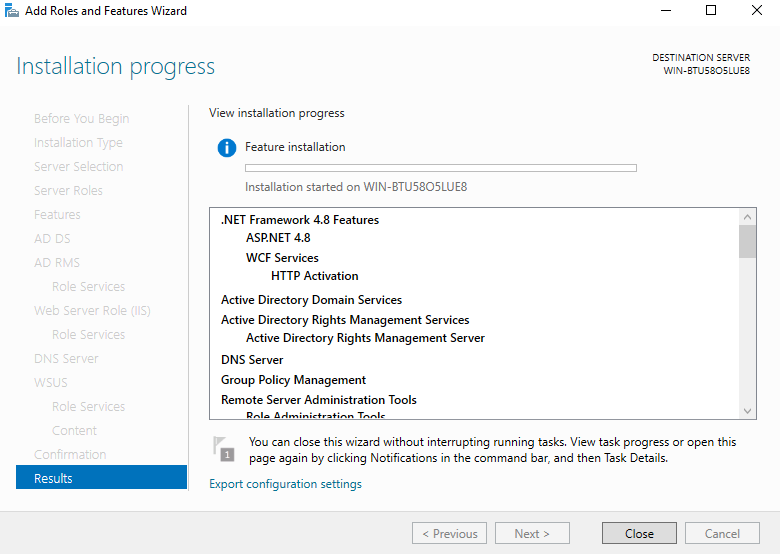 Add Roles and Features Wizard
Installation progress
DESTINATION SERVER
WIN-BTU58O5LUE8
Before You Begin
Installation Type
Server Selection
Server Roles
Features
AD DS
AD RMS
Role Services
Web Server Role (IIS)
Role Services
DNS Server
WSUS
Role Services
Content
Confirmation
Results
View installation progress
Feature installation
Installation started on WIN-BTU58O5LUE8
.NET Framework 4.8 Features
ASP.NET 4.8
WCF Services
HTTP Activation
Active Directory Domain Services
Active Directory Rights Management Services
Active Directory Rights Management Server
DNS Server
Group Policy Management
Remote Server Administration Tools
Role Administration Tools
1
You can close this wizard without interrupting running tasks. View task progress or open this
page again by clicking Notifications in the command bar, and then Task Details.
Export configuration settings
< Previous
Next >
Close
Cancel